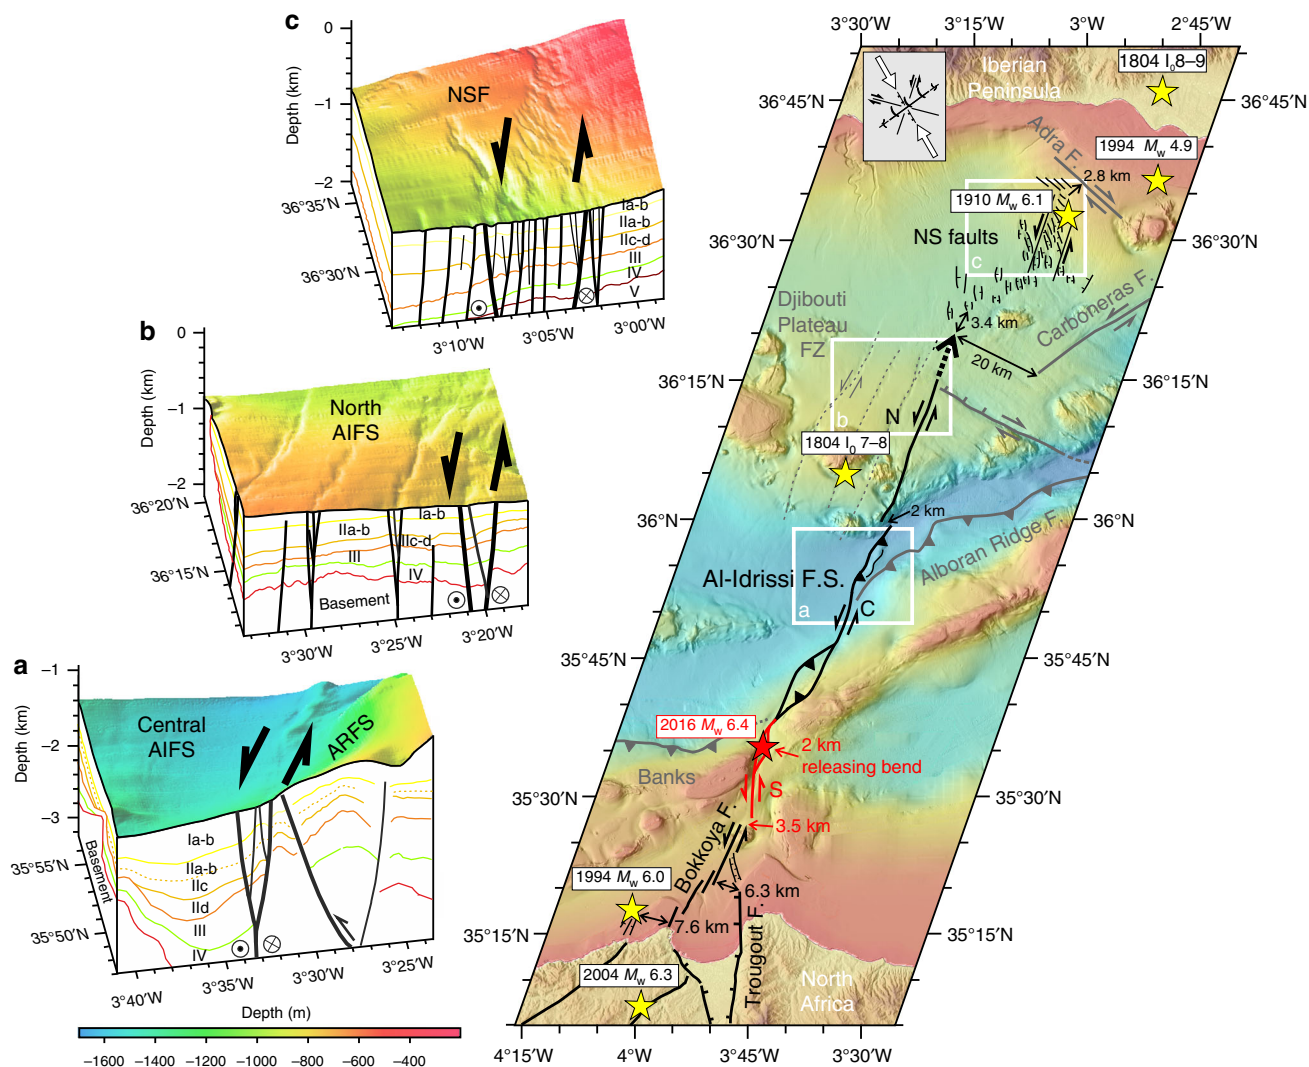 c
0
−1
−2
Depth (km)
NSF
36°35′N
36°30′N
Ia-b
IIa-b
IIc-d
III
IV
V
3°10′W
3°05′W
3°00′W
b
0
−1
−2
Depth (km)
North
AIFS
36°20′N
36°15′N
Ia-b
IIa-b
IIc-d
III
IV
Basement
3°30′W
3°25′W
3°20′W
a
−1
−2
−3
Depth (km)
Central
AIFS
ARFS
Basement
35°55′N
35°50′N
Ia-b
IIa-b
IIc
IId
III
IV
3°40′W
3°35′W
3°30′W
3°25′W
Depth (m)
−1600
−1400
−1200
−1000
−800
−600
−400
3°30′W
3°15′W
3°W
2°45′W
36°45′N
36°45′N
Iberian
Peninsula
1804 I₀8–9
1994 Mw 4.9
Adra F.
2.8 km
1910 Mw 6.1
NS faults
c
36°30′N
36°30′N
Djibouti
Plateau
FZ
3.4 km
Carboneras F.
20 km
36°15′N
36°15′N
b
N
1804 I₀ 7–8
2 km
36°N
36°N
Al-Idrissi F.S.
Alboran Ridge F.
a
C
35°45′N
35°45′N
2016 Mw 6.4
2 km
releasing bend
Banks
S
35°30′N
35°30′N
3.5 km
Bokkoya F.
1994 Mw 6.0
6.3 km
7.6 km
35°15′N
35°15′N
Trougout F.
2004 Mw 6.3
North
Africa
4°15′W
4°W
3°45′W
3°30′W